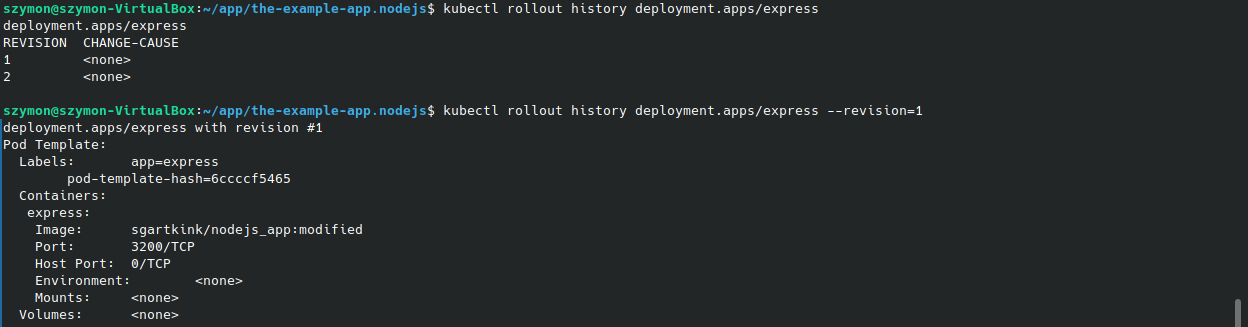 szymon@szymon-VirtualBox:~/app/the-example-app.nodejs$ kubectl rollout history deployment.apps/express
deployment.apps/express
REVISION  CHANGE-CAUSE
1         <none>
2         <none>

szymon@szymon-VirtualBox:~/app/the-example-app.nodejs$ kubectl rollout history deployment.apps/express --revision=1
deployment.apps/express with revision #1
Pod Template:
  Labels:       app=express
        pod-template-hash=6ccccf5465
  Containers:
   express:
    Image:      sgartkink/nodejs_app:modified
    Port:       3200/TCP
    Host Port:  0/TCP
    Environment:        <none>
    Mounts:     <none>
  Volumes:      <none>